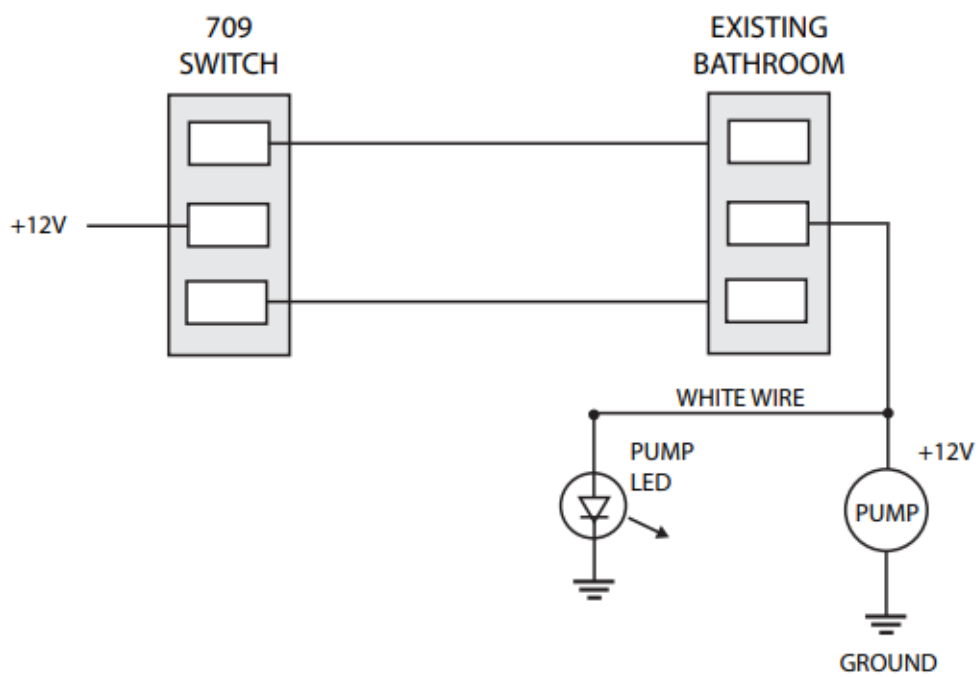 709
SWITCH
EXISTING
BATHROOM
+12V
WHITE WIRE
PUMP
LED
+12V
PUMP
GROUND